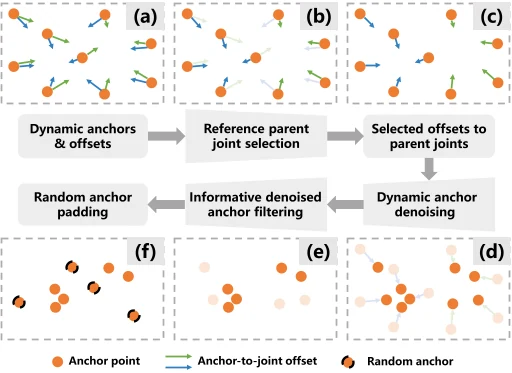 (a)
(b)
(c)
Dynamic anchors
& offsets
Reference parent
joint selection
Selected offsets to
parent joints
Random anchor
padding
Informative denoised
anchor filtering
Dynamic anchor
denoising
(f)
(e)
(d)
Anchor point
Anchor-to-joint offset
Random anchor